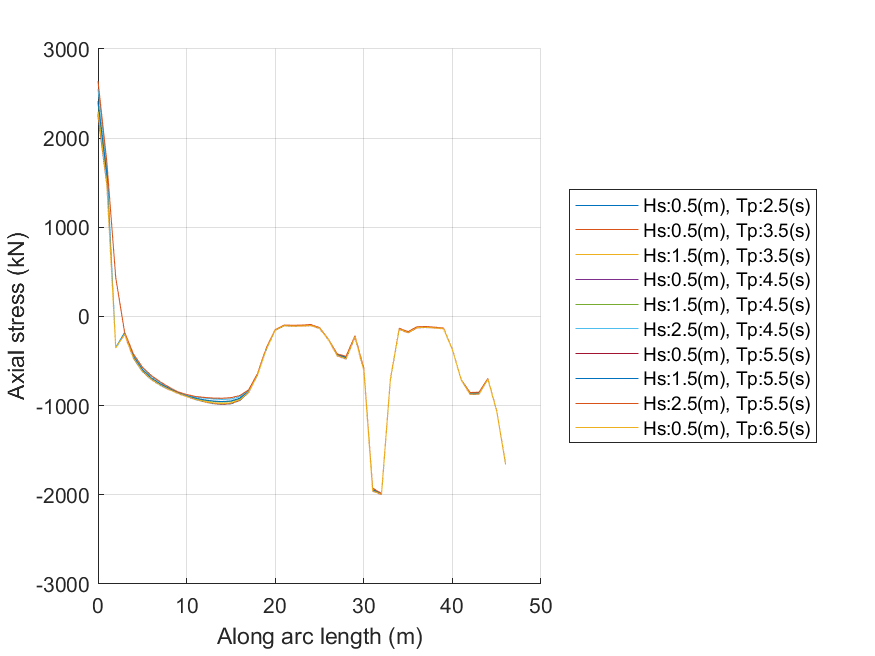 3000
2000
1000
0
-1000
-2000
-3000
Axial stress (kN)
0 10 20 30 40 50
Along arc length (m)
Hs:0.5(m), Tp:2.5(s)
Hs:0.5(m), Tp:3.5(s)
Hs:1.5(m), Tp:3.5(s)
Hs:0.5(m), Tp:4.5(s)
Hs:1.5(m), Tp:4.5(s)
Hs:2.5(m), Tp:4.5(s)
Hs:0.5(m), Tp:5.5(s)
Hs:1.5(m), Tp:5.5(s)
Hs:2.5(m), Tp:5.5(s)
Hs:0.5(m), Tp:6.5(s)